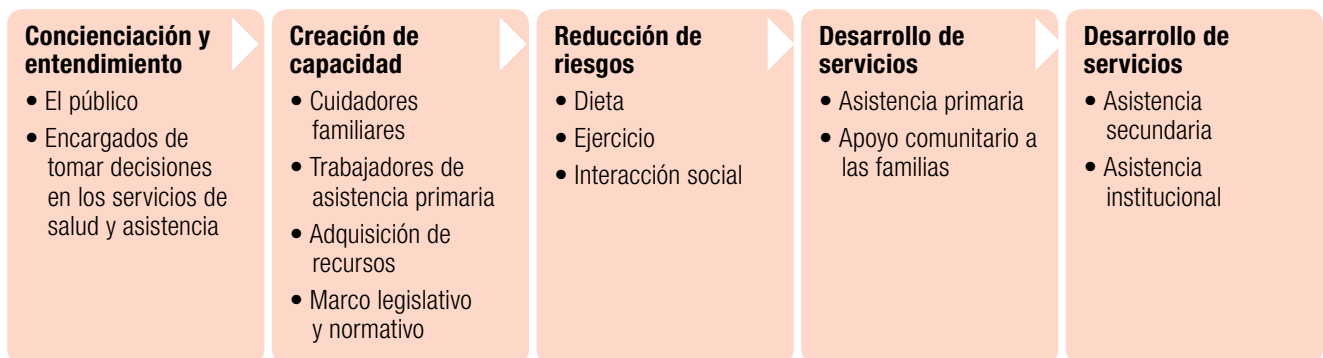 Concienciación y
entendimiento
• El público
• Encargados de
tomar decisiones
en los servicios de
salud y asistencia
Creación de
capacidad
• Cuidadores
familiares
• Trabajadores de
asistencia primaria
• Adquisición de
recursos
• Marco legislativo
y normativo
Reducción de
riesgos
• Dieta
• Ejercicio
• Interacción social
Desarrollo de
servicios
• Asistencia primaria
• Apoyo comunitario a
las familias
Desarrollo de
servicios
• Asistencia
secundaria
• Asistencia
institucional